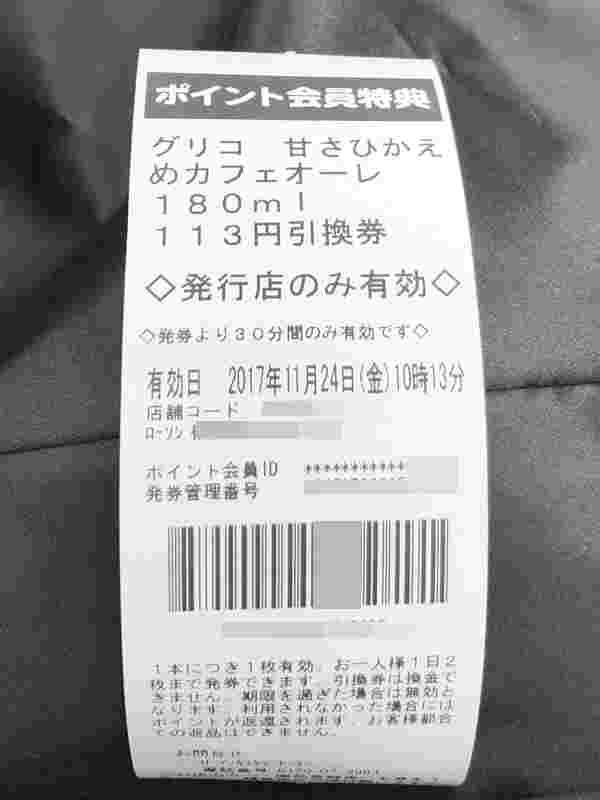 ポイント会員特典
グリコ　甘さひかえ
めカフェオーレ
１８０ｍｌ
１１３円引換券
◇発行店のみ有効◇
◇発券より３０分間のみ有効です◇
有効日　2017年11月24日(金)10時13分
店舗コード
ローソン
ポイント会員ID　***********
発券管理番号
１本につき１枚有効。お一人様１日２
枚まで発券できます。引換券は換金で
きません。期限を過ぎた場合は無効と
なります。利用されなかった場合には
ポイントが返還されます。お客様都合
での返品はできません。